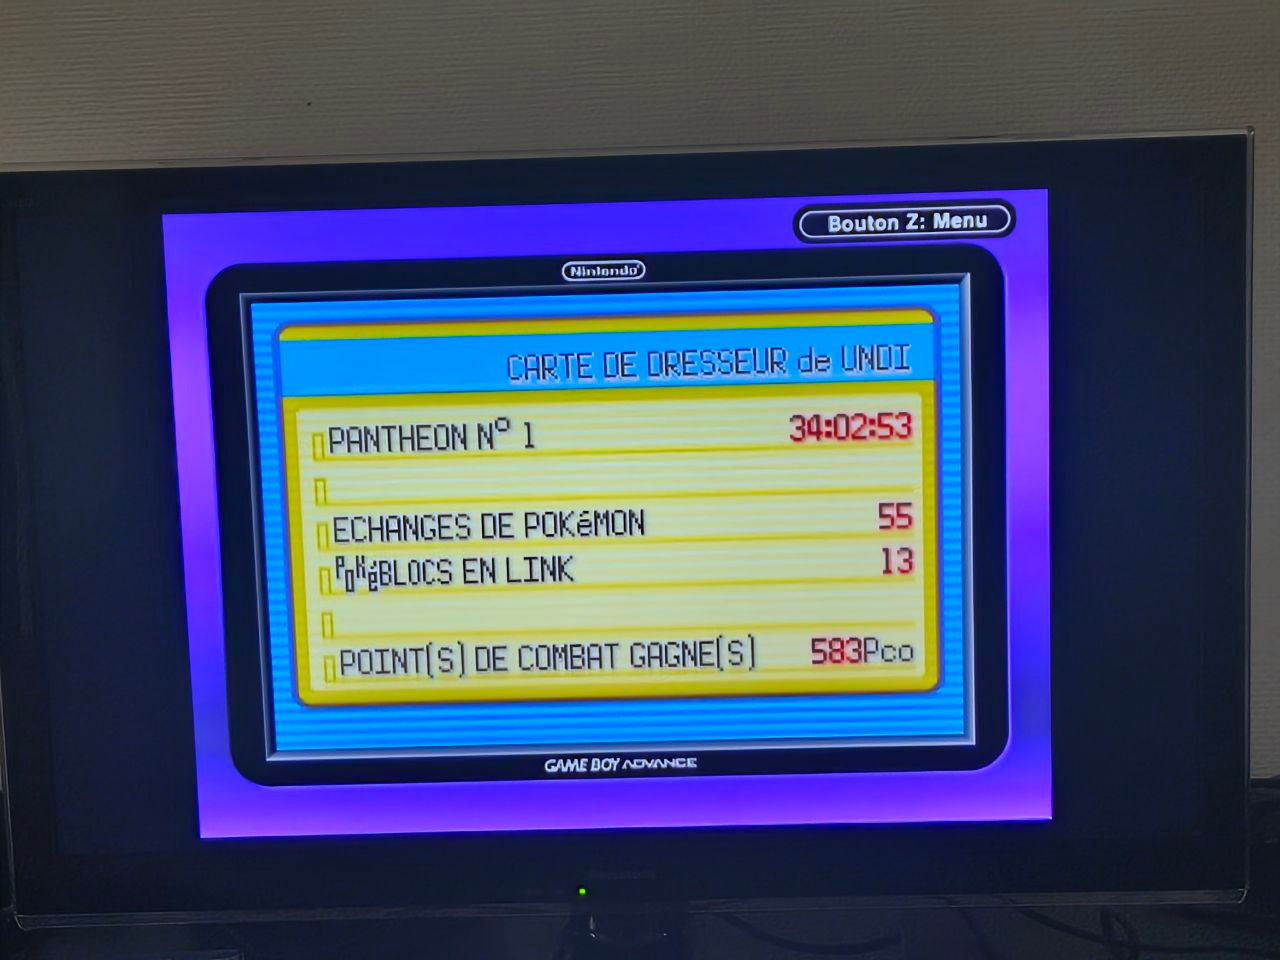 Bouton Z: Menu
Nintendo
CARTE DE DRESSEUR de UNDI
PANTHEON Nº 1 34:02:53
ECHANGES DE POKéMON 55
POKéBLOCS EN LINK 13
POINT(S) DE COMBAT GAGNE(S) 583Pco
GAME BOY ADVANCE